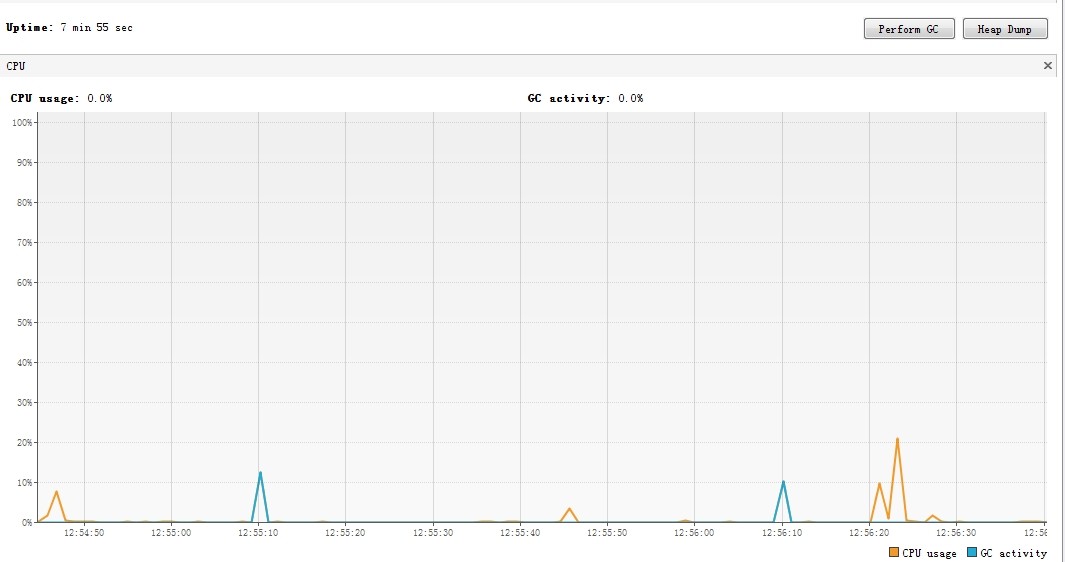 Uptime: 7 min 55 sec
Perform GC
Heap Dump
CPU
CPU usage: 0.0%
GC activity: 0.0%
100%
90%
80%
70%
60%
50%
40%
30%
20%
10%
0%
12:54:50
12:55:00
12:55:10
12:55:20
12:55:30
12:55:40
12:55:50
12:56:00
12:56:10
12:56:20
12:56:30
CPU usage
GC activity